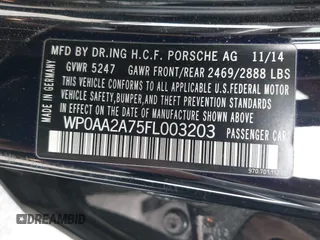 MFD BY DR.ING H.C.F. PORSCHE AG 11/14
GVWR 5247 GAWR FRONT/REAR 2469/2888 LBS
THIS VEHICLE CONFORMS TO ALL APPLICABLE
U.S. FEDERAL MOTOR VEHICLE SAFETY, BUMPER,
AND THEFT PREVENTION STANDARDS IN EFFECT
ON THE DATE OF MANUFACTURE SHOWN ABOVE.
WP0AA2A75FL003203 PASSENGER CAR
MADE IN GERMANY
DREAMBID